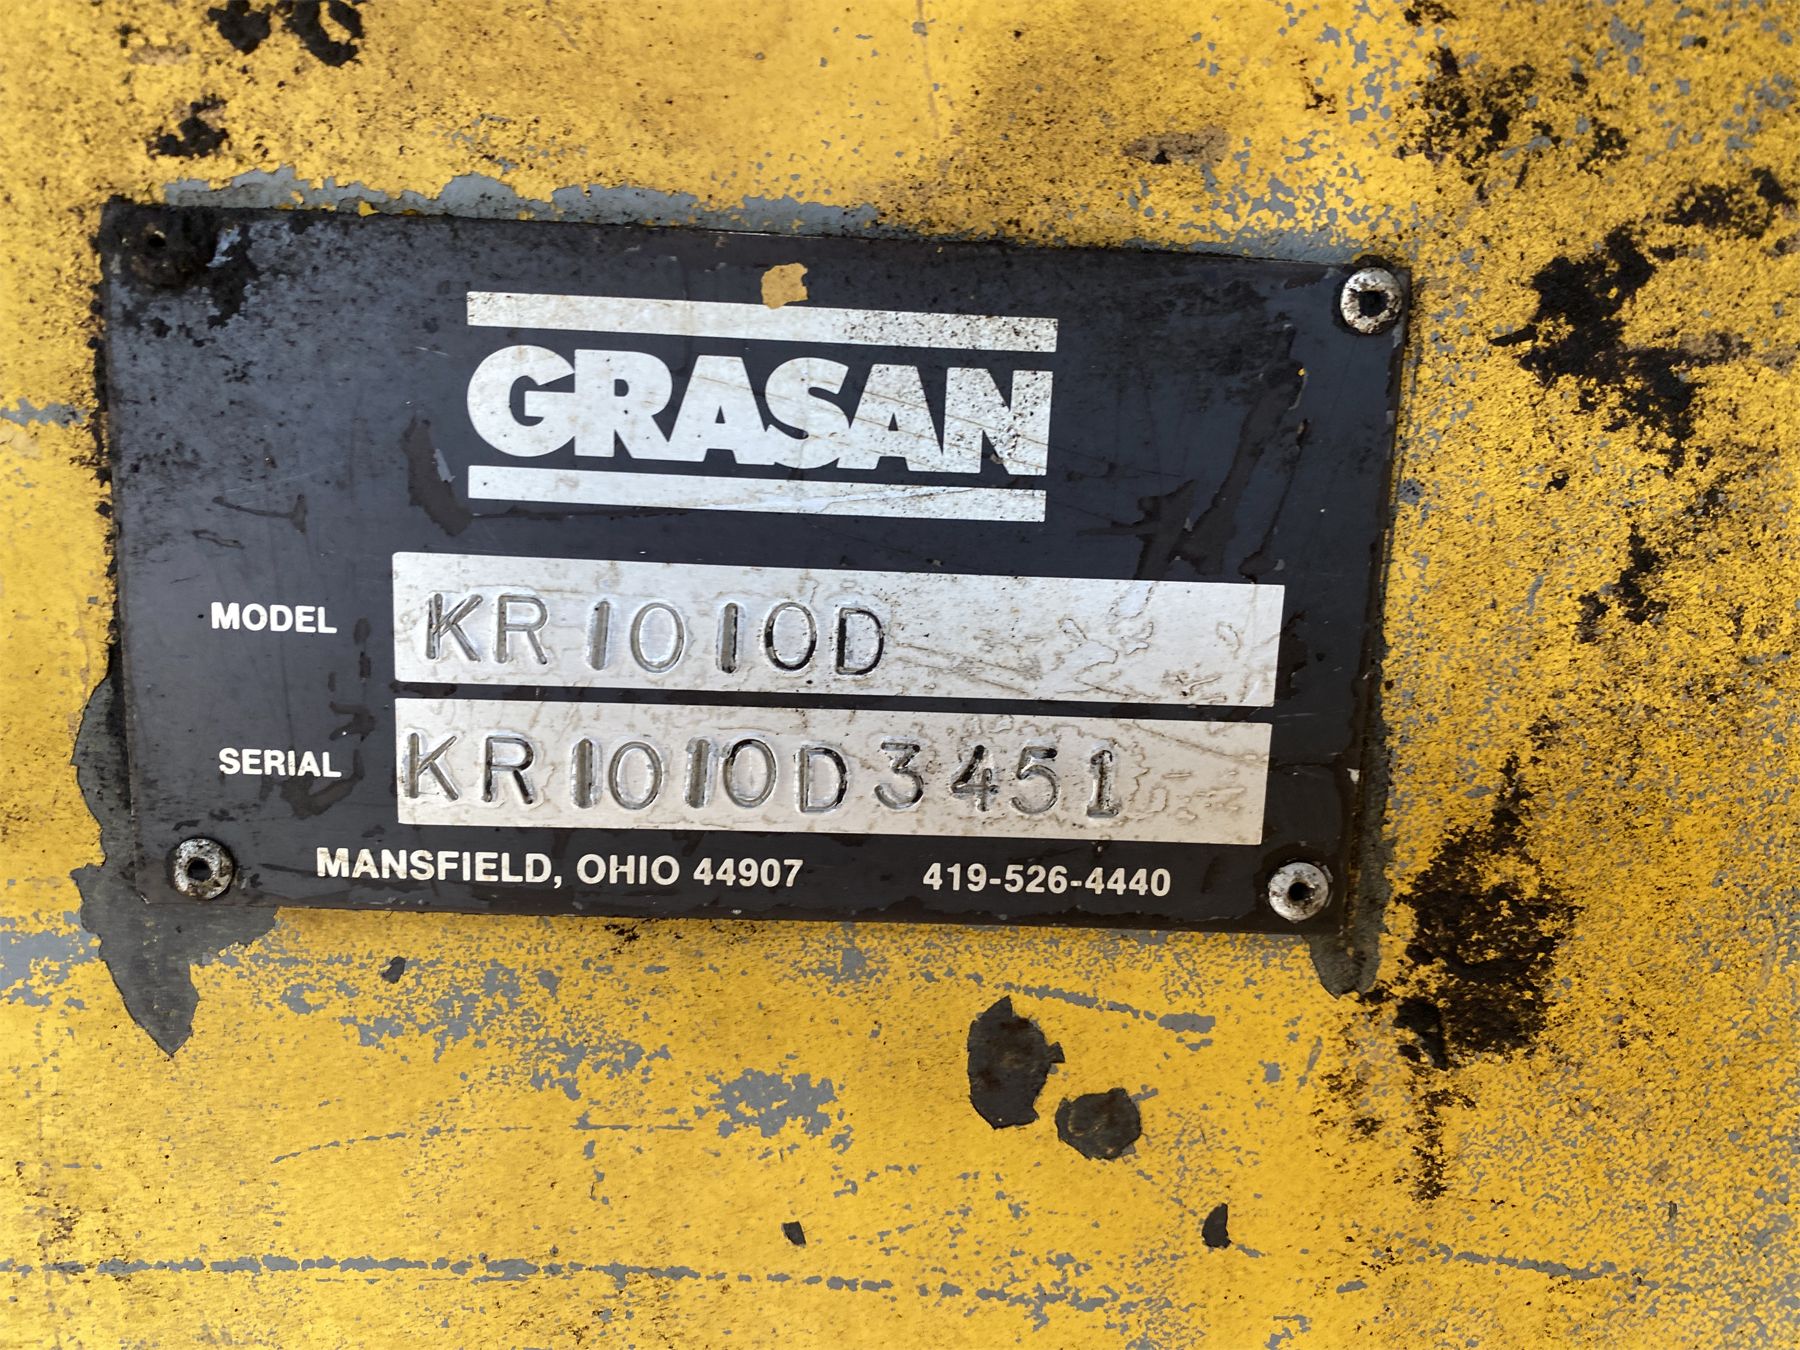 GRASAN
MODEL KR1010D
SERIAL KR1010D3451
MANSFIELD, OHIO 44907 419-526-4440